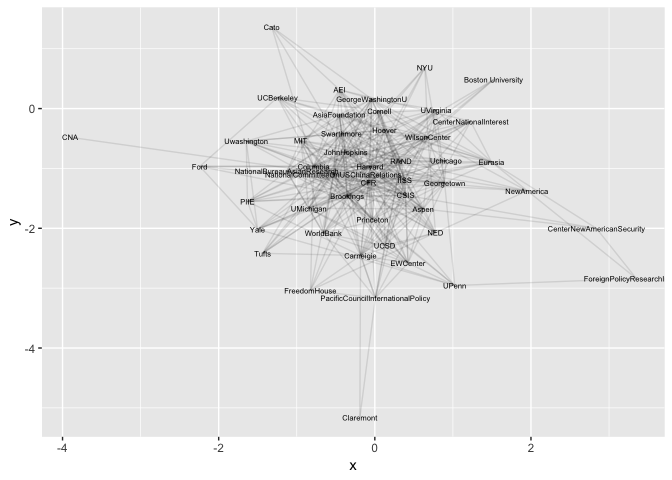 Cato
NYU
Boston University
AEI
UCBerkeley
GeorgeWashingtonU
0
UVirginia
Cornell
AsiaFoundation
CenterNationalInterest
Hoover
Swarthmore
CNA
WilsonCenter
Uwashington
MIT
JohnHopkins
RAND
Uchicago
Eurasia
Ford
Columbia
Harvard
IISS
CFR
Georgetown
NewAmerica
Brookings
CSIS
PIIE
UMichigan
Aspen
Princeton
-2
y
Yale
WorldBank
NED
CenterNewAmericanSecurity
UCSD
Tufts
EWCenter
ForeignPolicyResearchI
UPenn
FreedomHouse
PacificCouncilInternationalPolicy
-4
Claremont
-4
-2
0
2
x